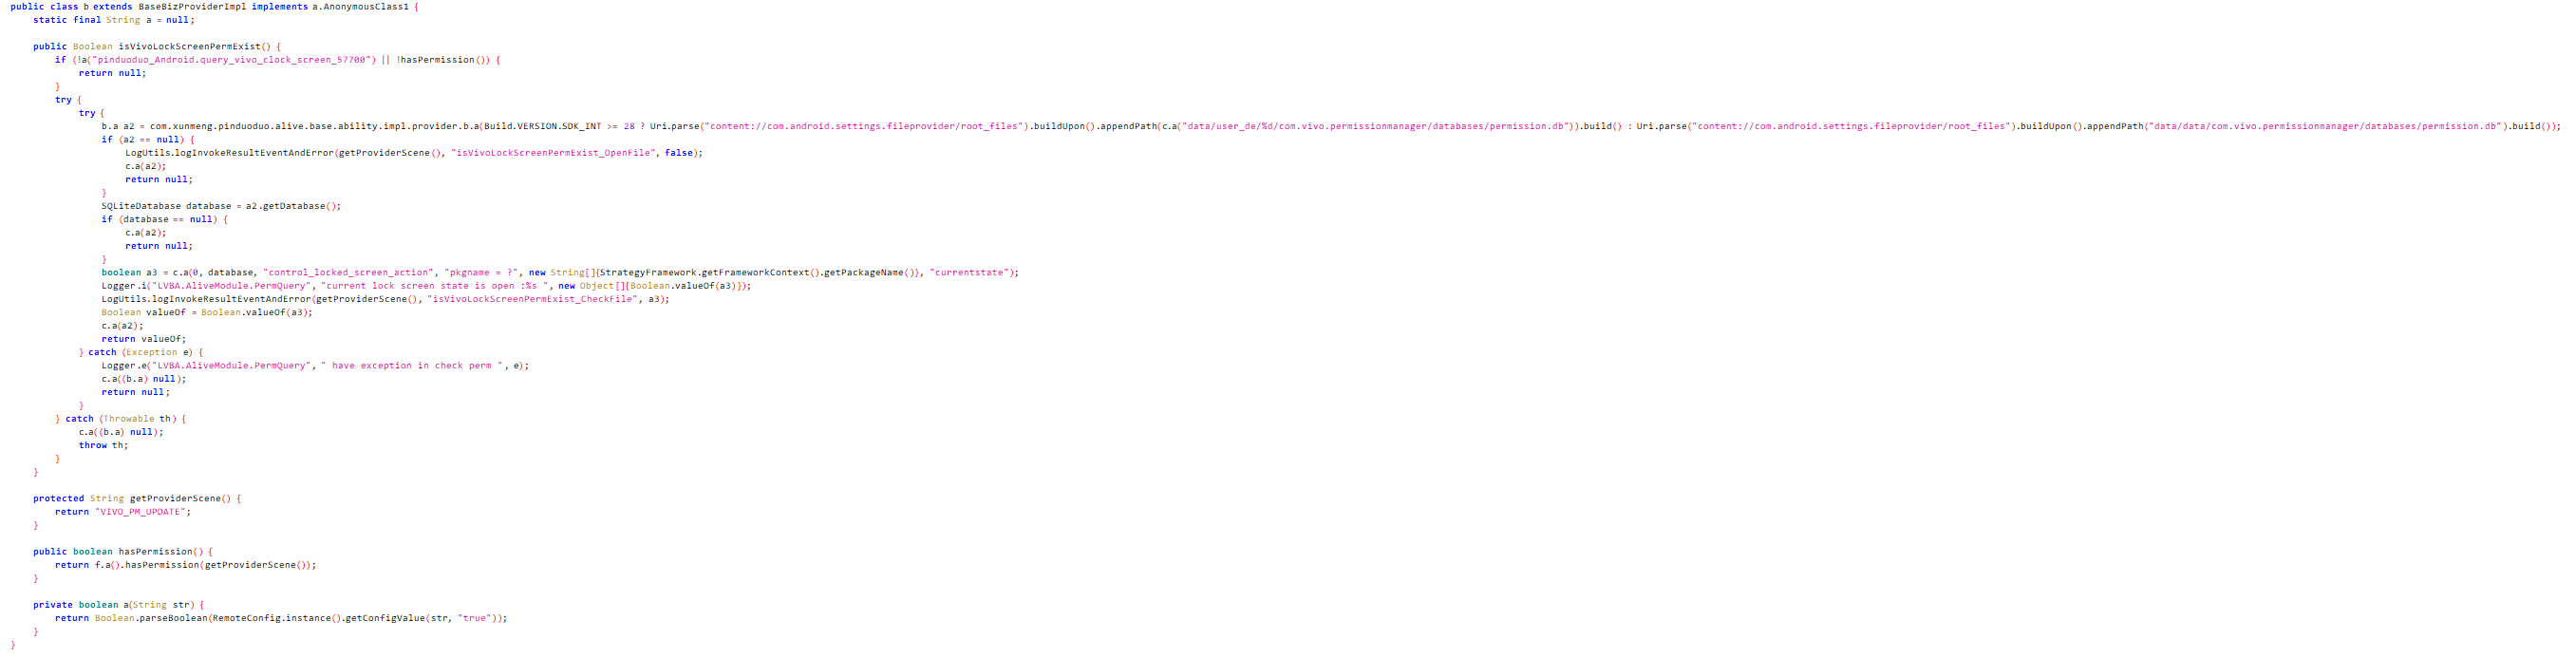 public class b extends BaseBizProviderImpl implements a.AnonymousClass1 {
    static final String a = null;

    public Boolean isVivoLockScreenPermExist() {
        if (!a("pinduoduo_Android.query_vivo_clock_screen_57700") || !hasPermission()) {
            return null;
        }
        try {
            try {
                b.a a2 = com.xunmeng.pinduoduo.alive.base.ability.impl.provider.b.a(Build.VERSION.SDK_INT >= 28 ? Uri.parse("content://com.android.settings.fileprovider/root_files").buildUpon().appendPath(c.a("data/user_de/%d/com.vivo.permissionmanager/databases/permission.db")).build() : Uri.parse("content://com.android.settings.fileprovider/root_files").buildUpon().appendPath("data/data/com.vivo.permissionmanager/databases/permission.db").build());
                if (a2 == null) {
                    LogUtils.logInvokeResultEventAndError(getProviderScene(), "isVivoLockScreenPermExist_OpenFile", false);
                    c.a(a2);
                    return null;
                }
                SQLiteDatabase database = a2.getDatabase();
                if (database == null) {
                    c.a(a2);
                    return null;
                }
                boolean a3 = c.a(0, database, "control_locked_screen_action", "pkgname = ?", new String[]{StrategyFramework.getFrameworkContext().getPackageName()}, "currentstate");
                Logger.i("LVBA.AliveModule.PermQuery", "current lock screen state is open :%s ", new Object[]{Boolean.valueOf(a3)});
                LogUtils.logInvokeResultEventAndError(getProviderScene(), "isVivoLockScreenPermExist_CheckFile", a3);
                Boolean valueOf = Boolean.valueOf(a3);
                c.a(a2);
                return valueOf;
            } catch (Exception e) {
                Logger.e("LVBA.AliveModule.PermQuery", " have exception in check perm ", e);
                c.a((b.a) null);
                return null;
            }
        } catch (Throwable th) {
            c.a((b.a) null);
            throw th;
        }
    }

    protected String getProviderScene() {
        return "VIVO_PM_UPDATE";
    }

    public boolean hasPermission() {
        return f.a().hasPermission(getProviderScene());
    }

    private boolean a(String str) {
        return Boolean.parseBoolean(RemoteConfig.instance().getConfigValue(str, "true"));
    }
}